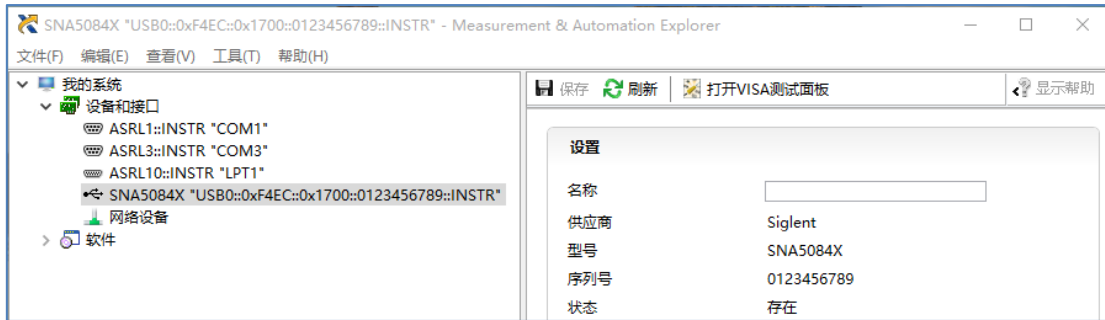 SNA5084X "USB0::0xF4EC::0x1700::0123456789::INSTR" - Measurement & Automation Explorer
文件(F) 编辑(E) 查看(V) 工具(T) 帮助(H)
我的系统
设备和接口
ASRL1::INSTR "COM1"
ASRL3::INSTR "COM3"
ASRL10::INSTR "LPT1"
SNA5084X "USB0::0xF4EC::0x1700::0123456789::INSTR"
网络设备
软件
保存 刷新 打开VISA测试面板 显示帮助
设置
名称
供应商 Siglent
型号 SNA5084X
序列号 0123456789
状态 存在